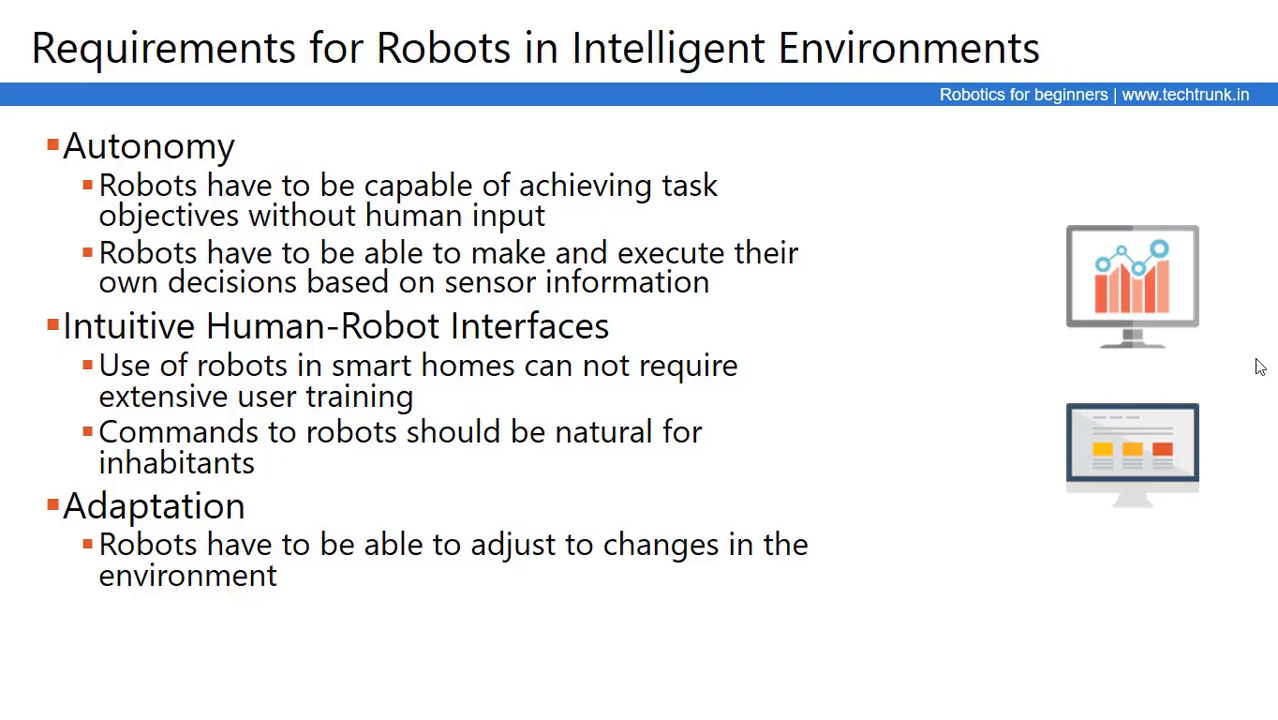 Requirements for Robots in Intelligent Environments
Robotics for beginners | www.techtrunk.in
Autonomy
Robots have to be capable of achieving task
objectives without human input
Robots have to be able to make and execute their
own decisions based on sensor information
Intuitive Human-Robot Interfaces
Use of robots in smart homes can not require
extensive user training
Commands to robots should be natural for
inhabitants
Adaptation
Robots have to be able to adjust to changes in the
environment